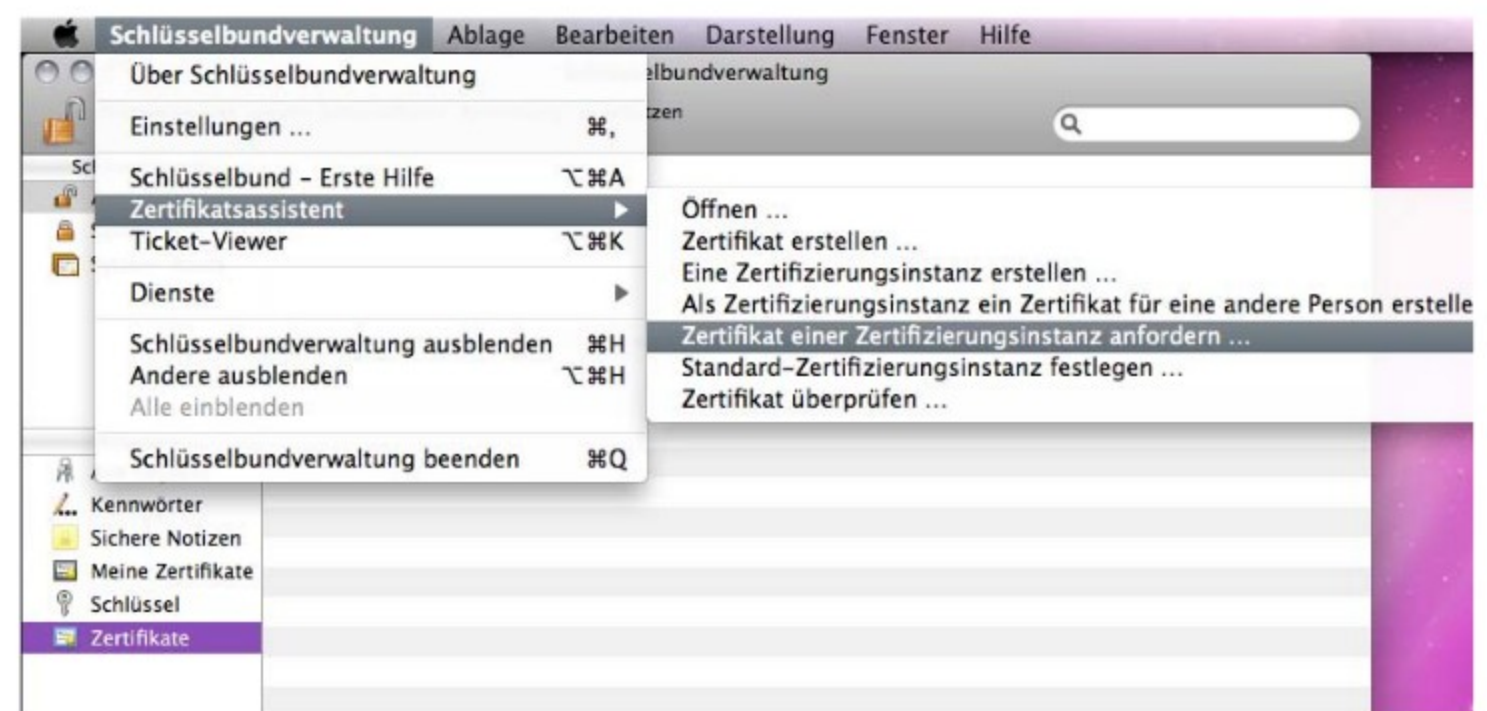 Schlüsselbundverwaltung Ablage Bearbeiten Darstellung Fenster Hilfe
Über Schlüsselbundverwaltung
Einstellungen ... ⌘,
Schlüsselbund – Erste Hilfe ⌥⌘A
Zertifikatsassistent ▶
Ticket-Viewer ⌥⌘K
Dienste ▶
Schlüsselbundverwaltung ausblenden ⌘H
Andere ausblenden ⌥⌘H
Alle einblenden
Schlüsselbundverwaltung beenden ⌘Q
Öffnen ...
Zertifikat erstellen ...
Eine Zertifizierungsinstanz erstellen ...
Als Zertifizierungsinstanz ein Zertifikat für eine andere Person erstelle
Zertifikat einer Zertifizierungsinstanz anfordern ...
Standard-Zertifizierungsinstanz festlegen ...
Zertifikat überprüfen ...
Kennwörter
Sichere Notizen
Meine Zertifikate
Schlüssel
Zertifikate